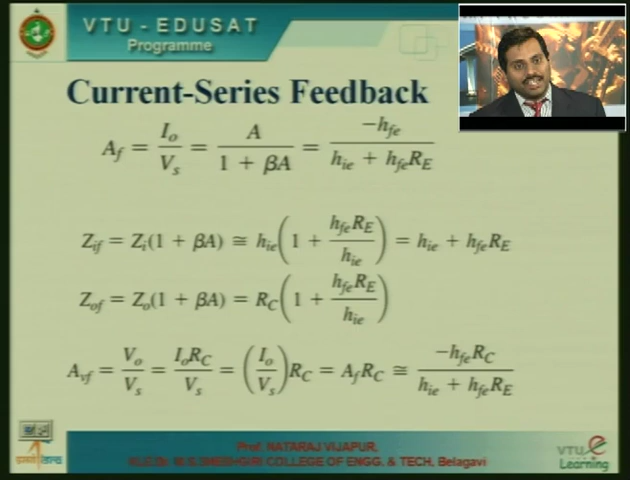 VTU - EDUSAT
Programme
Current-Series Feedback
A_f = I_o / V_s = A / (1 + βA) = −h_fe / (h_ie + h_fe R_E)
Z_if = Z_i(1 + βA) ≅ h_ie(1 + h_fe R_E / h_ie) = h_ie + h_fe R_E
Z_of = Z_o(1 + βA) = R_C(1 + h_fe R_E / h_ie)
A_vf = V_o / V_s = I_o R_C / V_s = (I_o / V_s) R_C = A_f R_C ≅ −h_fe R_C / (h_ie + h_fe R_E)
Prof. NATARAJ VIJAPUR,
COLLEGE OF ENGG. & TECH, Belagavi
VTU e
Learning